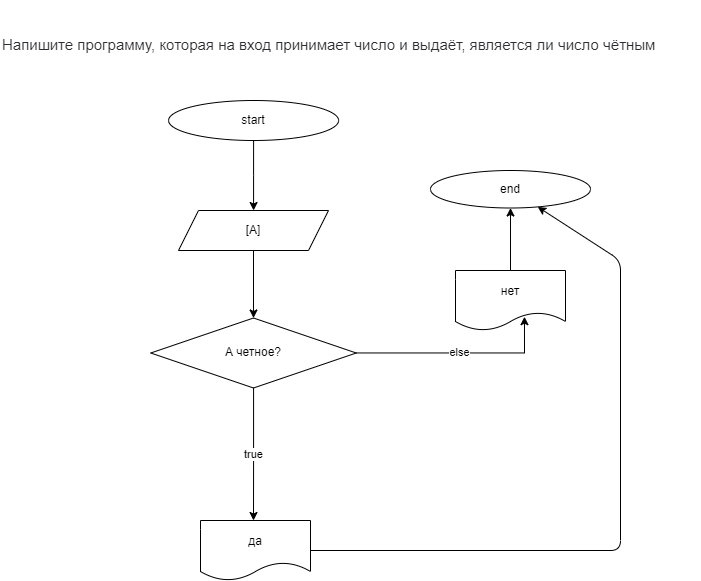 Напишите программу, которая на вход принимает число и выдаёт, является ли число чётным
start
end
[A]
нет
А четное?
else
true
да